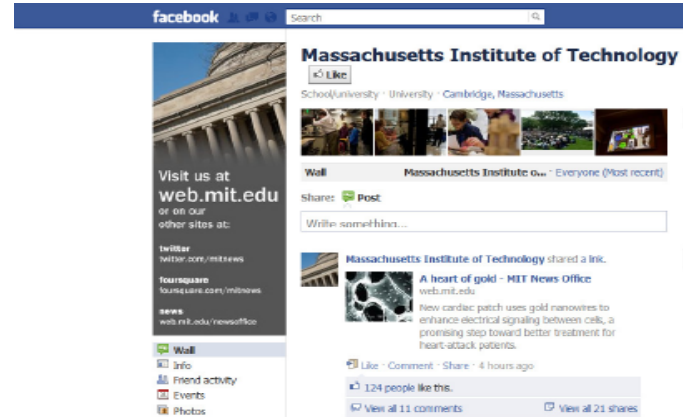 facebook
Search
Massachusetts Institute of Technology
Like
School/university · University · Cambridge, Massachusetts
Visit us at
web.mit.edu
or on our
other sites at:
twitter
twitter.com/mitnews
foursquare
foursquare.com/mitnews
news
web.mit.edu/newsoffice
Wall
Info
Friend activity
Events
Photos
Wall Massachusetts Institute o... · Everyone (Most recent)
Share: Post
Write something...
Massachusetts Institute of Technology shared a link.
A heart of gold - MIT News Office
web.mit.edu
New cardiac patch uses gold nanowires to
enhance electrical signaling between cells, a
promising step toward better treatment for
heart-attack patients.
Like · Comment · Share · 4 hours ago
124 people like this.
View all 11 comments View all 21 shares